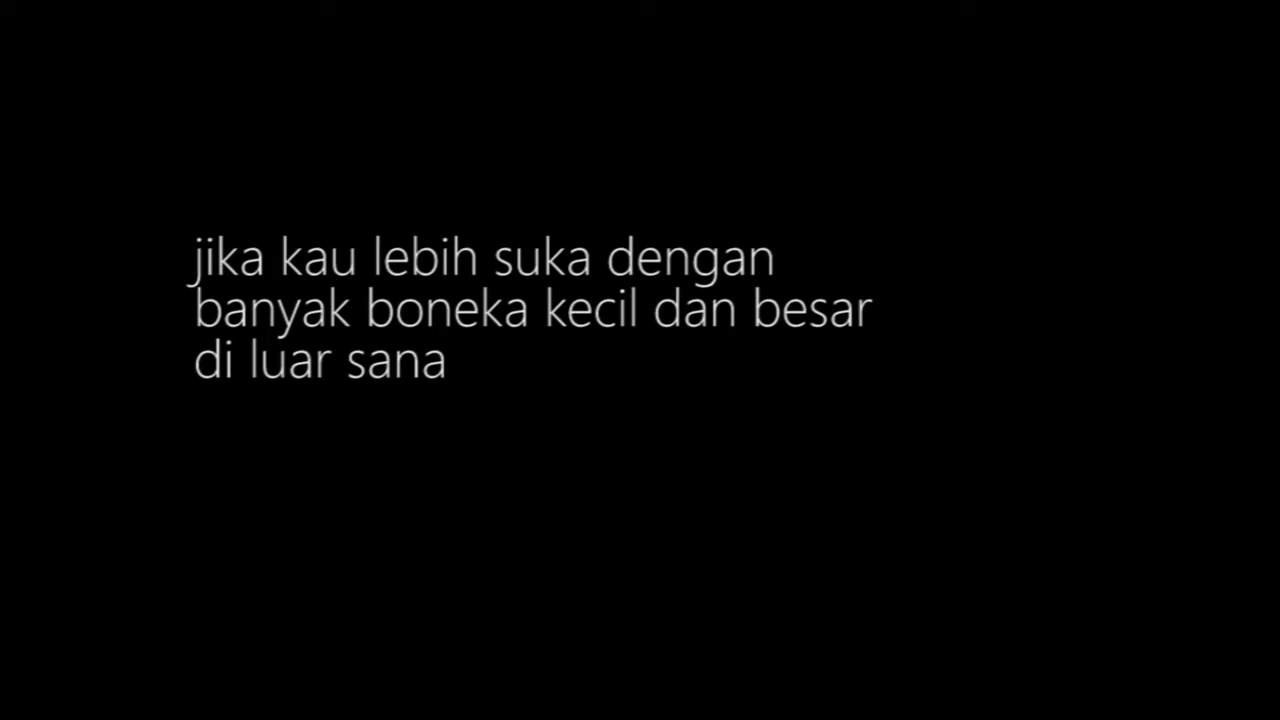 jika kau lebih suka dengan
banyak boneka kecil dan besar
di luar sana